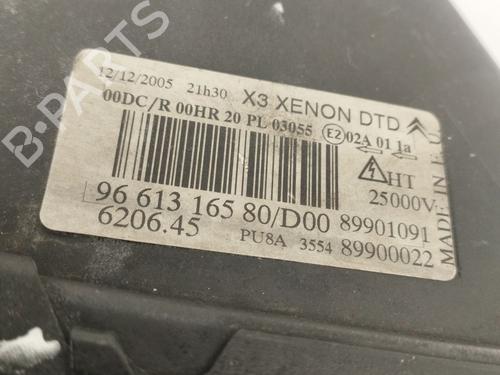 12/12/2005 21h30 X3 XENON DTD
00DC/R 00HR 20 PL 03055 E2 02A 01 1a
HT
25000V
96 613 165 80/D00 89901091
6206.45 PU8A 3554 89900022
MADE IN
B-PARTS